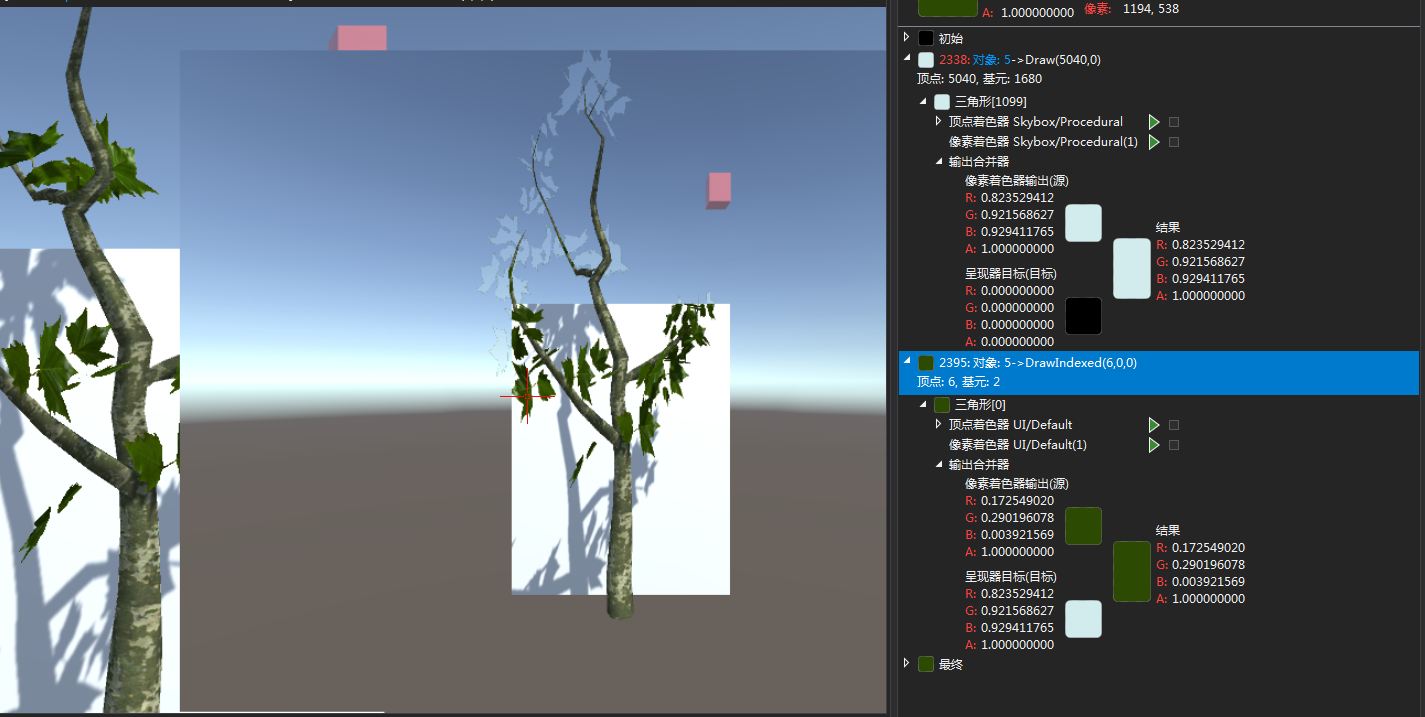 A: 1.000000000 像素: 1194, 538
初始
2338: 对象: 5->Draw(5040,0)
顶点: 5040, 基元: 1680
三角形[1099]
顶点着色器 Skybox/Procedural
像素着色器 Skybox/Procedural(1)
输出合并器
像素着色器输出(源)
R: 0.823529412
G: 0.921568627
B: 0.929411765
A: 1.000000000
结果
R: 0.823529412
G: 0.921568627
B: 0.929411765
A: 1.000000000
呈现器目标(目标)
R: 0.000000000
G: 0.000000000
B: 0.000000000
A: 0.000000000
2395: 对象: 5->DrawIndexed(6,0,0)
顶点: 6, 基元: 2
三角形[0]
顶点着色器 UI/Default
像素着色器 UI/Default(1)
输出合并器
像素着色器输出(源)
R: 0.172549020
G: 0.290196078
B: 0.003921569
A: 1.000000000
结果
R: 0.172549020
G: 0.290196078
B: 0.003921569
A: 1.000000000
呈现器目标(目标)
R: 0.823529412
G: 0.921568627
B: 0.929411765
A: 1.000000000
最终